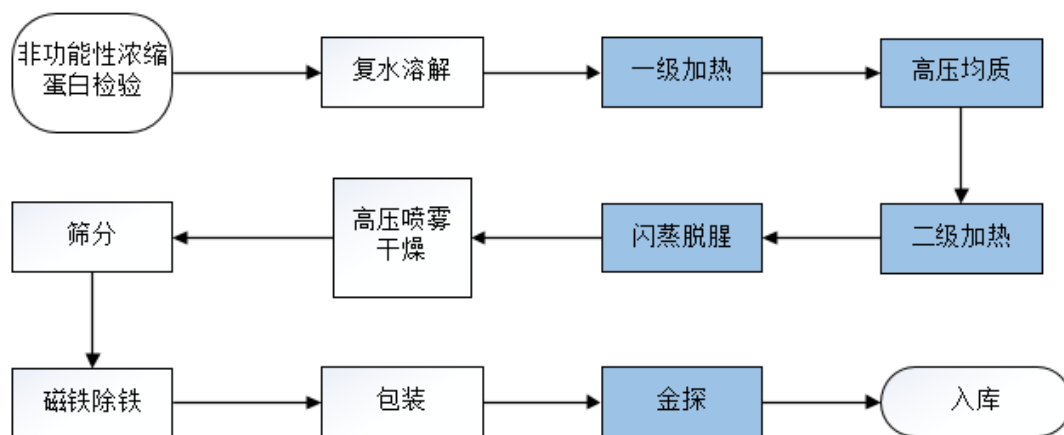 非功能性浓缩
蛋白检验
复水溶解
一级加热
高压均质
二级加热
闪蒸脱腥
高压喷雾
干燥
筛分
磁铁除铁
包装
金探
入库